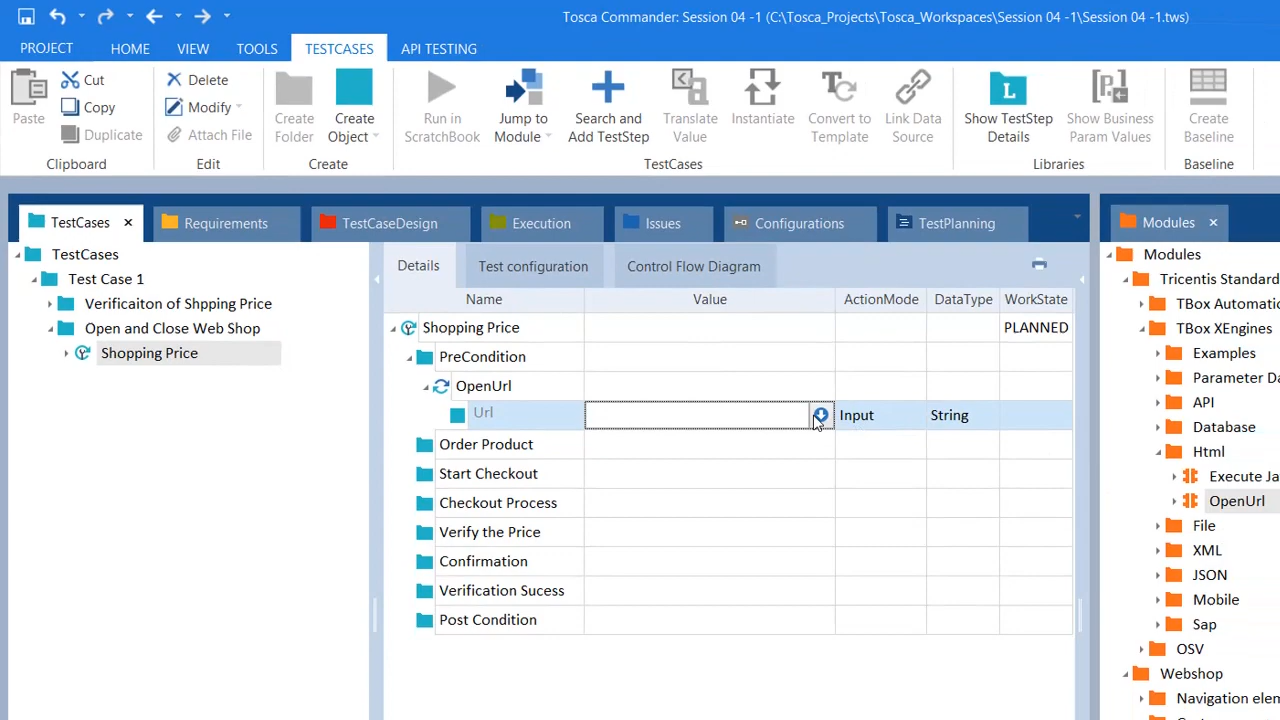 Tosca Commander: Session 04 -1 (C:\Tosca_Projects\Tosca_Workspaces\Session 04 -1\Session 04 -1.tws)
PROJECT HOME VIEW TOOLS TESTCASES API TESTING
Paste
Cut
Copy
Duplicate
Clipboard
Delete
Modify
Attach File
Edit
Create Folder
Create Object
Create
Run in ScratchBook
Jump to Module
Search and Add TestStep
Translate Value
Instantiate
Convert to Template
Link Data Source
TestCases
Show TestStep Details
Show Business Param Values
Libraries
Create Baseline
Baseline
TestCases × Requirements TestCaseDesign Execution Issues Configurations TestPlanning
TestCases
Test Case 1
Verificaiton of Shpping Price
Open and Close Web Shop
Shopping Price
Details Test configuration Control Flow Diagram
Name Value ActionMode DataType WorkState
Shopping Price PLANNED
PreCondition
OpenUrl
Url Input String
Order Product
Start Checkout
Checkout Process
Verify the Price
Confirmation
Verification Sucess
Post Condition
Modules ×
Modules
Tricentis Standard
TBox Automatic
TBox XEngines
Examples
Parameter Da
API
Database
Html
Execute Ja
OpenUrl
File
XML
JSON
Mobile
Sap
OSV
Webshop
Navigation elem